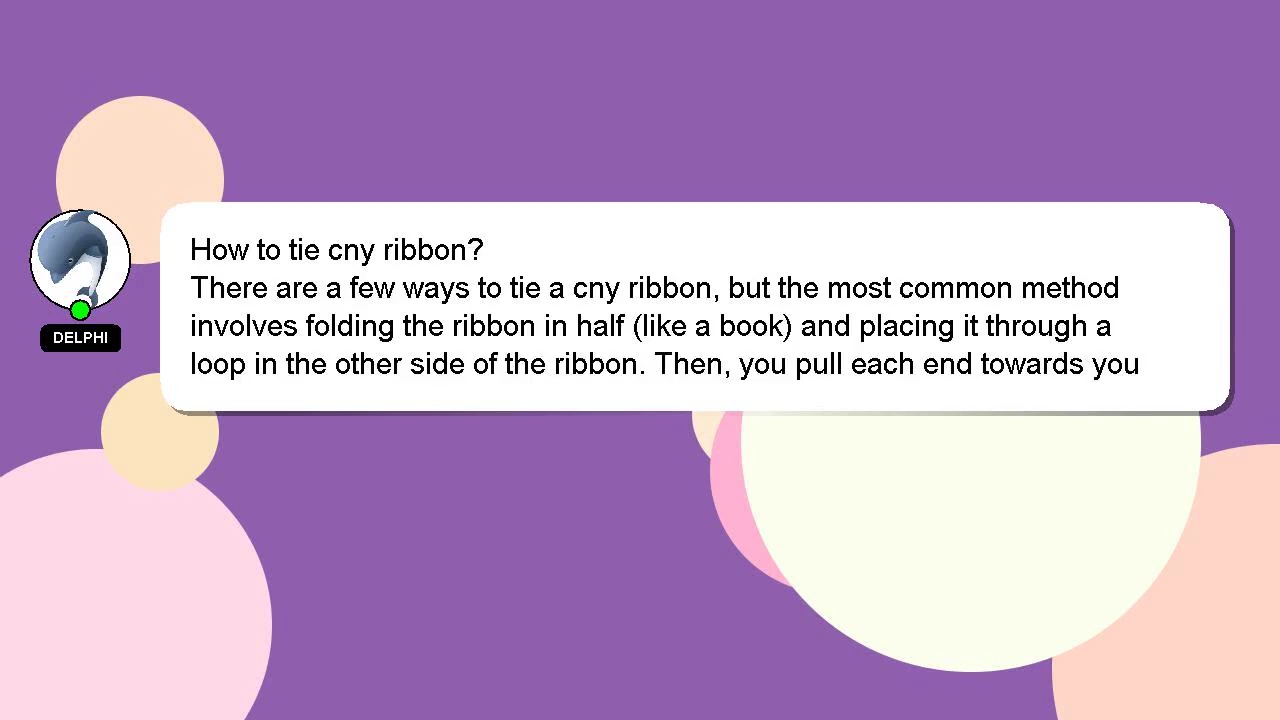 How to tie cny ribbon?
There are a few ways to tie a cny ribbon, but the most common method
involves folding the ribbon in half (like a book) and placing it through a
loop in the other side of the ribbon. Then, you pull each end towards you
DELPHI